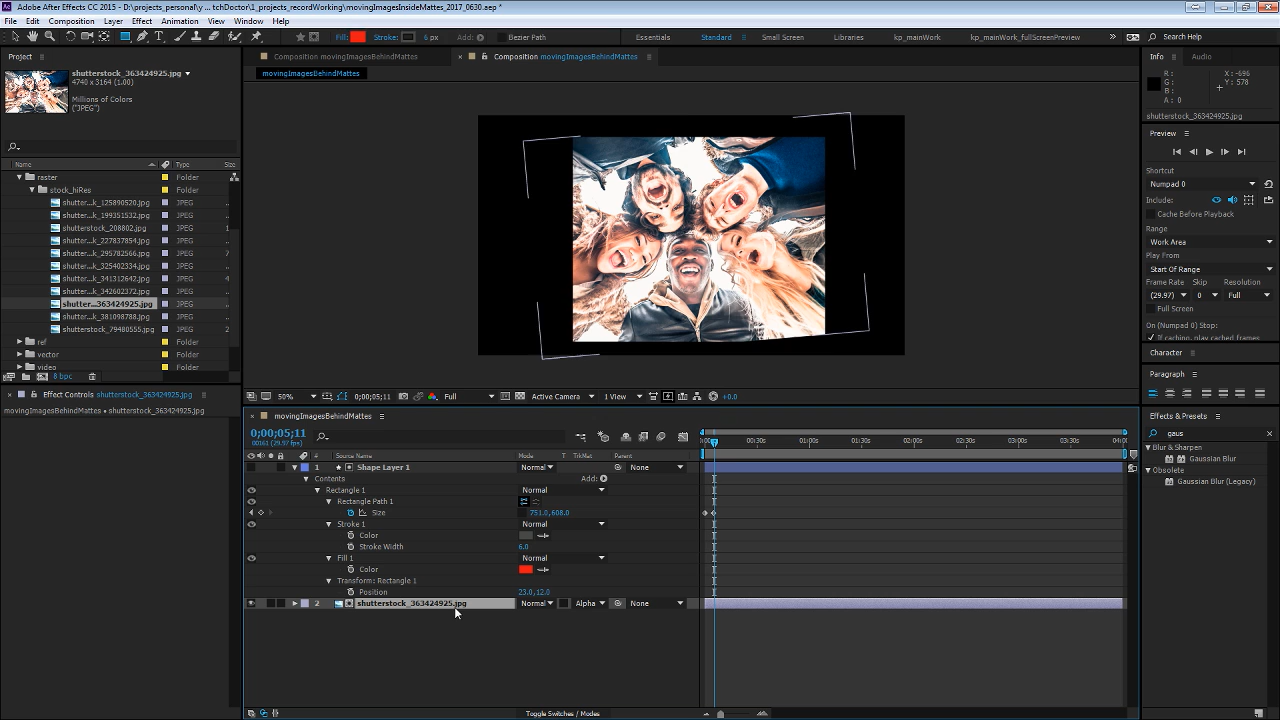 Adobe After Effects CC 2015 - D:\projects_personal\y ... tchDoctor\1_projects_recordWorking\movingImagesInsideMattes_2017_0630.aep *
File Edit Composition Layer Effect Animation View Window Help
Fill: Stroke: 6 px Add: Bezier Path Essentials Standard Small Screen Libraries kp_mainWork kp_mainWork_fullScreenPreview Search Help
Project
shutterstock_363424925.jpg
4740 x 3164 (1.00)
Millions of Colors
("JPEG")
Name Type Size
raster Folder
stock_hiRes Folder
shutter...k_125890520.jpg JPEG
shutter...k_199351532.jpg JPEG
shutterstock_208802.jpg JPEG 1
shutter...k_227837854.jpg JPEG
shutter...k_295782566.jpg JPEG 7
shutter...k_325402334.jpg JPEG
shutter...k_341312642.jpg JPEG 4
shutter...k_342602372.jpg JPEG
shutter...363424925.jpg JPEG
shutter...k_381098788.jpg JPEG
shutterstock_79480555.jpg JPEG 2
ref Folder
vector Folder
video Folder
8 bpc
Effect Controls shutterstock_363424925.jpg
movingImagesBehindMattes • shutterstock_363424925.jpg
Composition movingImagesBehindMattes
Composition movingImagesBehindMattes
movingImagesBehindMattes
50% 0;00;05;11 Full Active Camera 1 View +0.0
movingImagesBehindMattes
0;00;05;11
00161 (29.97 fps)
# Source Name Mode T TrkMat Parent
:00s 00:30s 01:00s 01:30s 02:00s 02:30s 03:00s 03:30s 04:00
1 Shape Layer 1 Normal None
Contents Add:
Rectangle 1 Normal
Rectangle Path 1
Size 751.0,608.0
Stroke 1 Normal
Color
Stroke Width 6.0
Fill 1 Normal
Color
Transform: Rectangle 1
Position 23.0,12.0
2 shutterstock_363424925.jpg Normal Alpha None
Toggle Switches / Modes
Info Audio
R : X : -696
G : Y : 578
B :
A : 0
shutterstock_363424925.jpg
Preview
Shortcut
Numpad 0
Include:
Cache Before Playback
Range
Work Area
Play From
Start Of Range
Frame Rate Skip Resolution
(29.97) 0 Full
Full Screen
On (Numpad 0) Stop:
If caching, play cached frames
Character
Paragraph
Effects & Presets
gaus
Blur & Sharpen
Gaussian Blur
Obsolete
Gaussian Blur (Legacy)